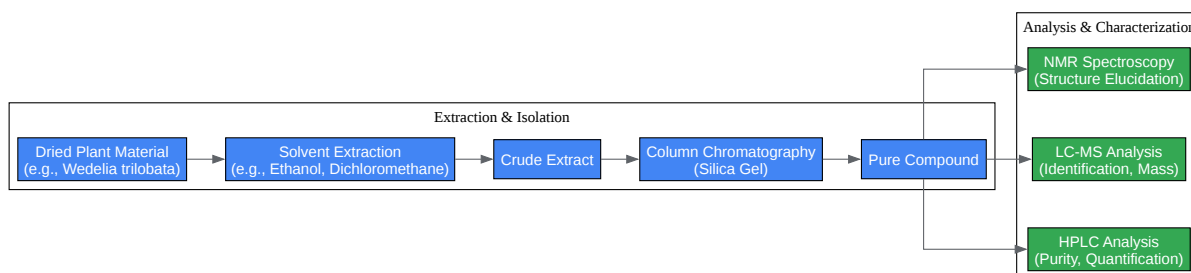 Analysis & Characterization
NMR Spectroscopy
(Structure Elucidation)
Extraction & Isolation
Dried Plant Material
(e.g., Wedelia trilobata)
Solvent Extraction
(e.g., Ethanol, Dichloromethane)
Crude Extract
Column Chromatography
(Silica Gel)
Pure Compound
LC-MS Analysis
(Identification, Mass)
HPLC Analysis
(Purity, Quantification)